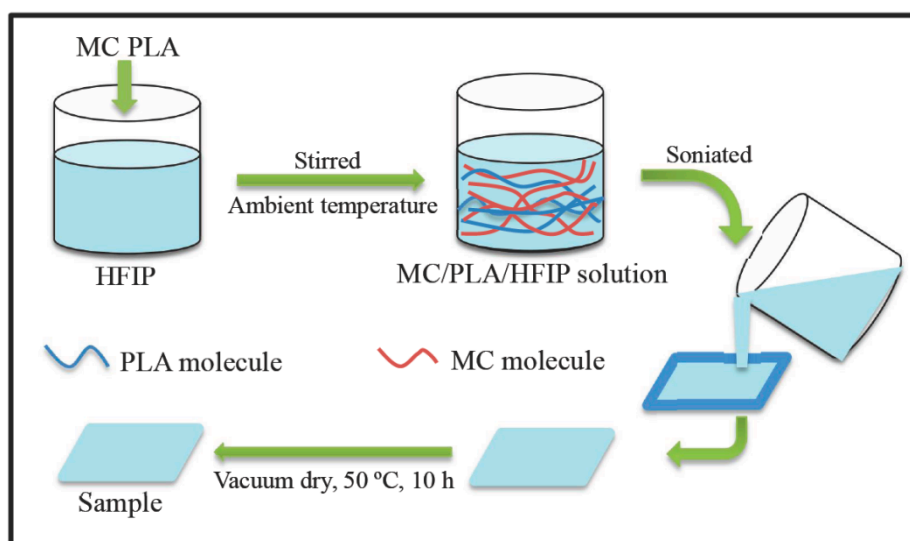 MC PLA
Stirred
Ambient temperature
Soniated
HFIP
MC/PLA/HFIP solution
PLA molecule
MC molecule
Vacuum dry, 50 ºC, 10 h
Sample